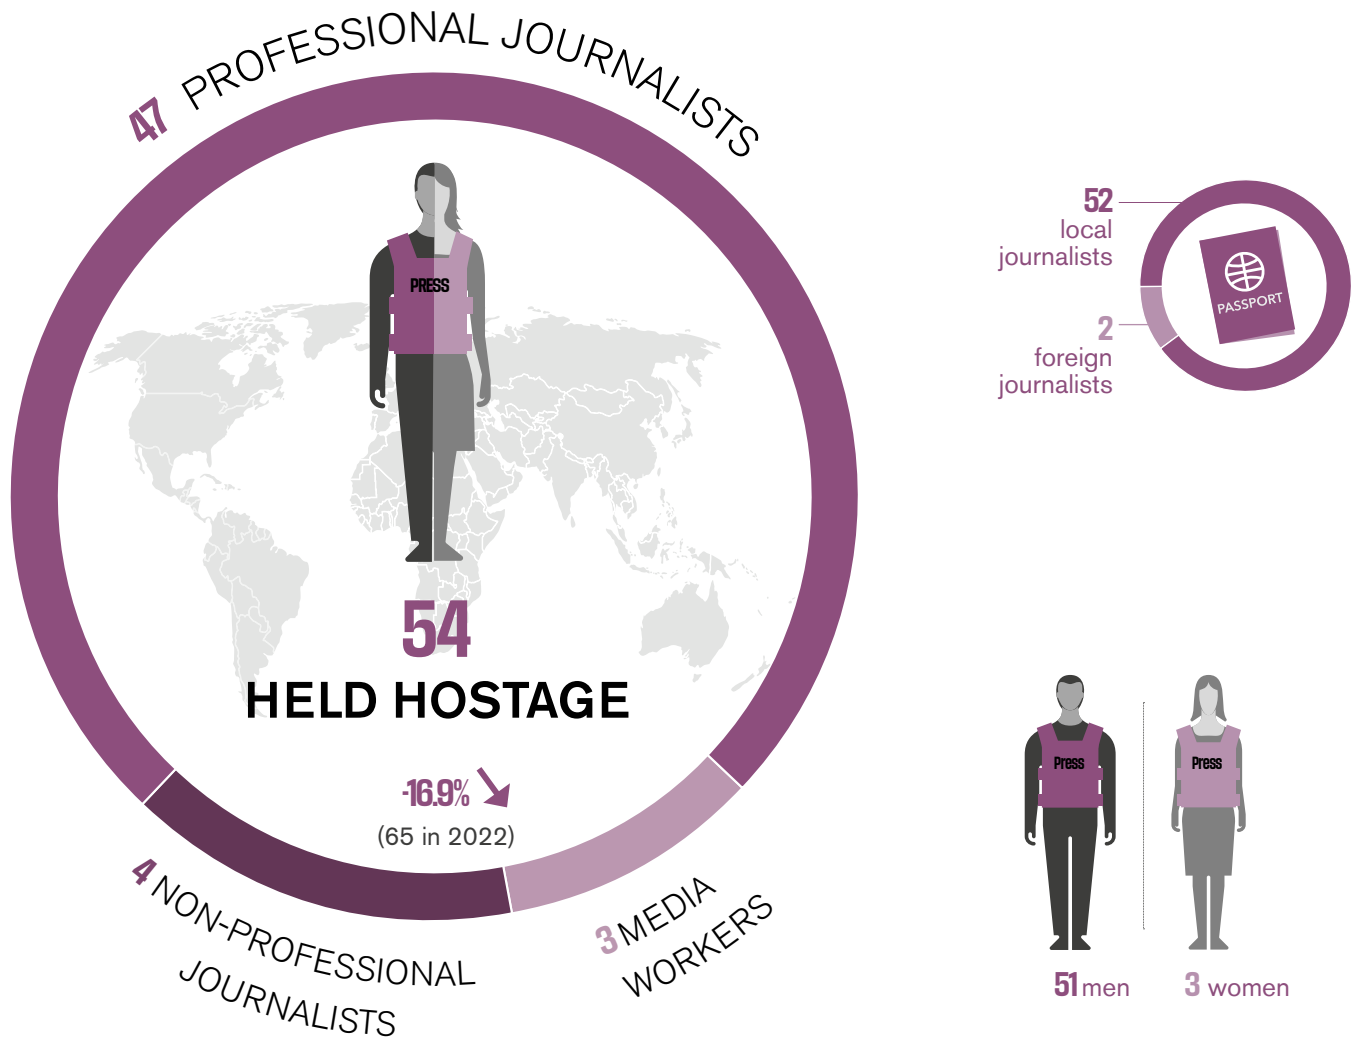 47 PROFESSIONAL JOURNALISTS
PRESS
54
HELD HOSTAGE
-16.9%
(65 in 2022)
4 NON-PROFESSIONAL
JOURNALISTS
3 MEDIA
WORKERS
52
local
journalists
2
foreign
journalists
PASSPORT
Press
Press
51 men
3 women